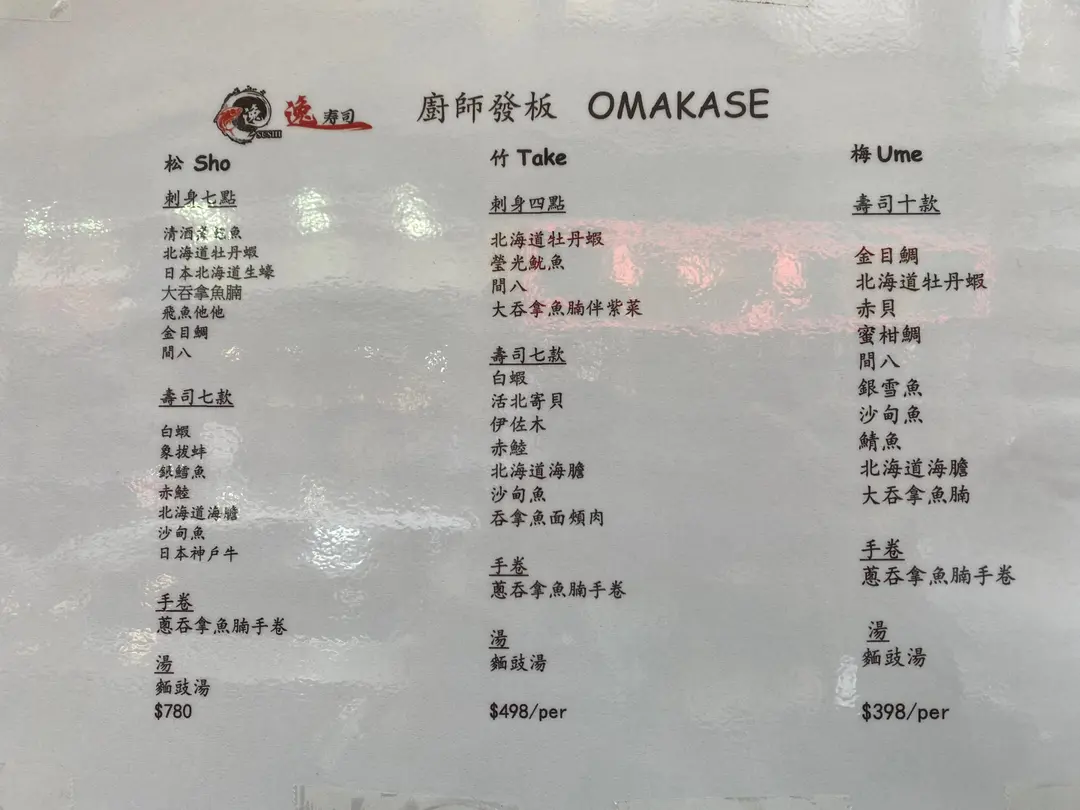 逸
SUSHI
逸 寿司
廚師發板 OMAKASE
松 Sho
刺身七點
清酒 魚
北海道牡丹蝦
日本北海道生蠔
大吞拿魚腩
飛魚他他
金目鯛
間八
壽司七款
白蝦
象拔蚌
銀鱈魚
赤鯥
北海道海膽
沙甸魚
日本神戶牛
手卷
蔥吞拿魚腩手卷
湯
麵豉湯
$780
竹 Take
刺身四點
北海道牡丹蝦
瑩光魷魚
間八
大吞拿魚腩伴紫菜
壽司七款
白蝦
活北寄貝
伊佐木
赤鯥
北海道海膽
沙甸魚
吞拿魚面頰肉
手卷
蔥吞拿魚腩手卷
湯
麵豉湯
$498/per
梅 Ume
壽司十款
金目鯛
北海道牡丹蝦
赤貝
蜜柑鯛
間八
銀雪魚
沙甸魚
鯖魚
北海道海膽
大吞拿魚腩
手卷
蔥吞拿魚腩手卷
湯
麵豉湯
$398/per